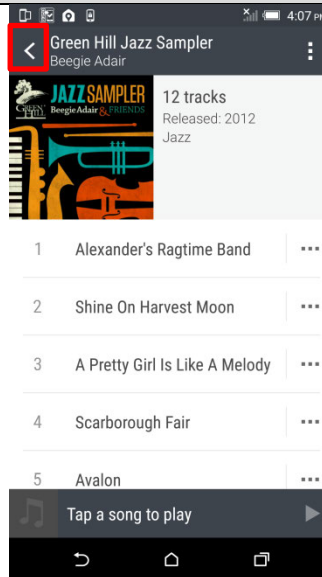 4:07 PM
Green Hill Jazz Sampler
Beegie Adair
GREEN HILL
JAZZ SAMPLER
Beegie Adair & FRIENDS
12 tracks
Released: 2012
Jazz
1 Alexander's Ragtime Band
2 Shine On Harvest Moon
3 A Pretty Girl Is Like A Melody
4 Scarborough Fair
5 Avalon
Tap a song to play